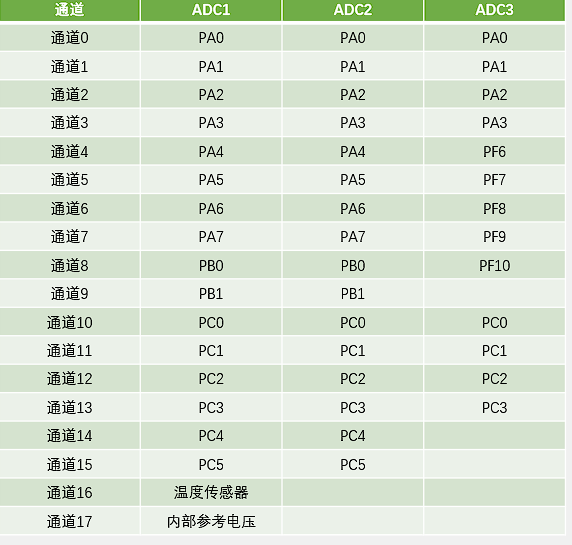 通道 ADC1 ADC2 ADC3
通道0 PA0 PA0 PA0
通道1 PA1 PA1 PA1
通道2 PA2 PA2 PA2
通道3 PA3 PA3 PA3
通道4 PA4 PA4 PF6
通道5 PA5 PA5 PF7
通道6 PA6 PA6 PF8
通道7 PA7 PA7 PF9
通道8 PB0 PB0 PF10
通道9 PB1 PB1
通道10 PC0 PC0 PC0
通道11 PC1 PC1 PC1
通道12 PC2 PC2 PC2
通道13 PC3 PC3 PC3
通道14 PC4 PC4
通道15 PC5 PC5
通道16 温度传感器
通道17 内部参考电压